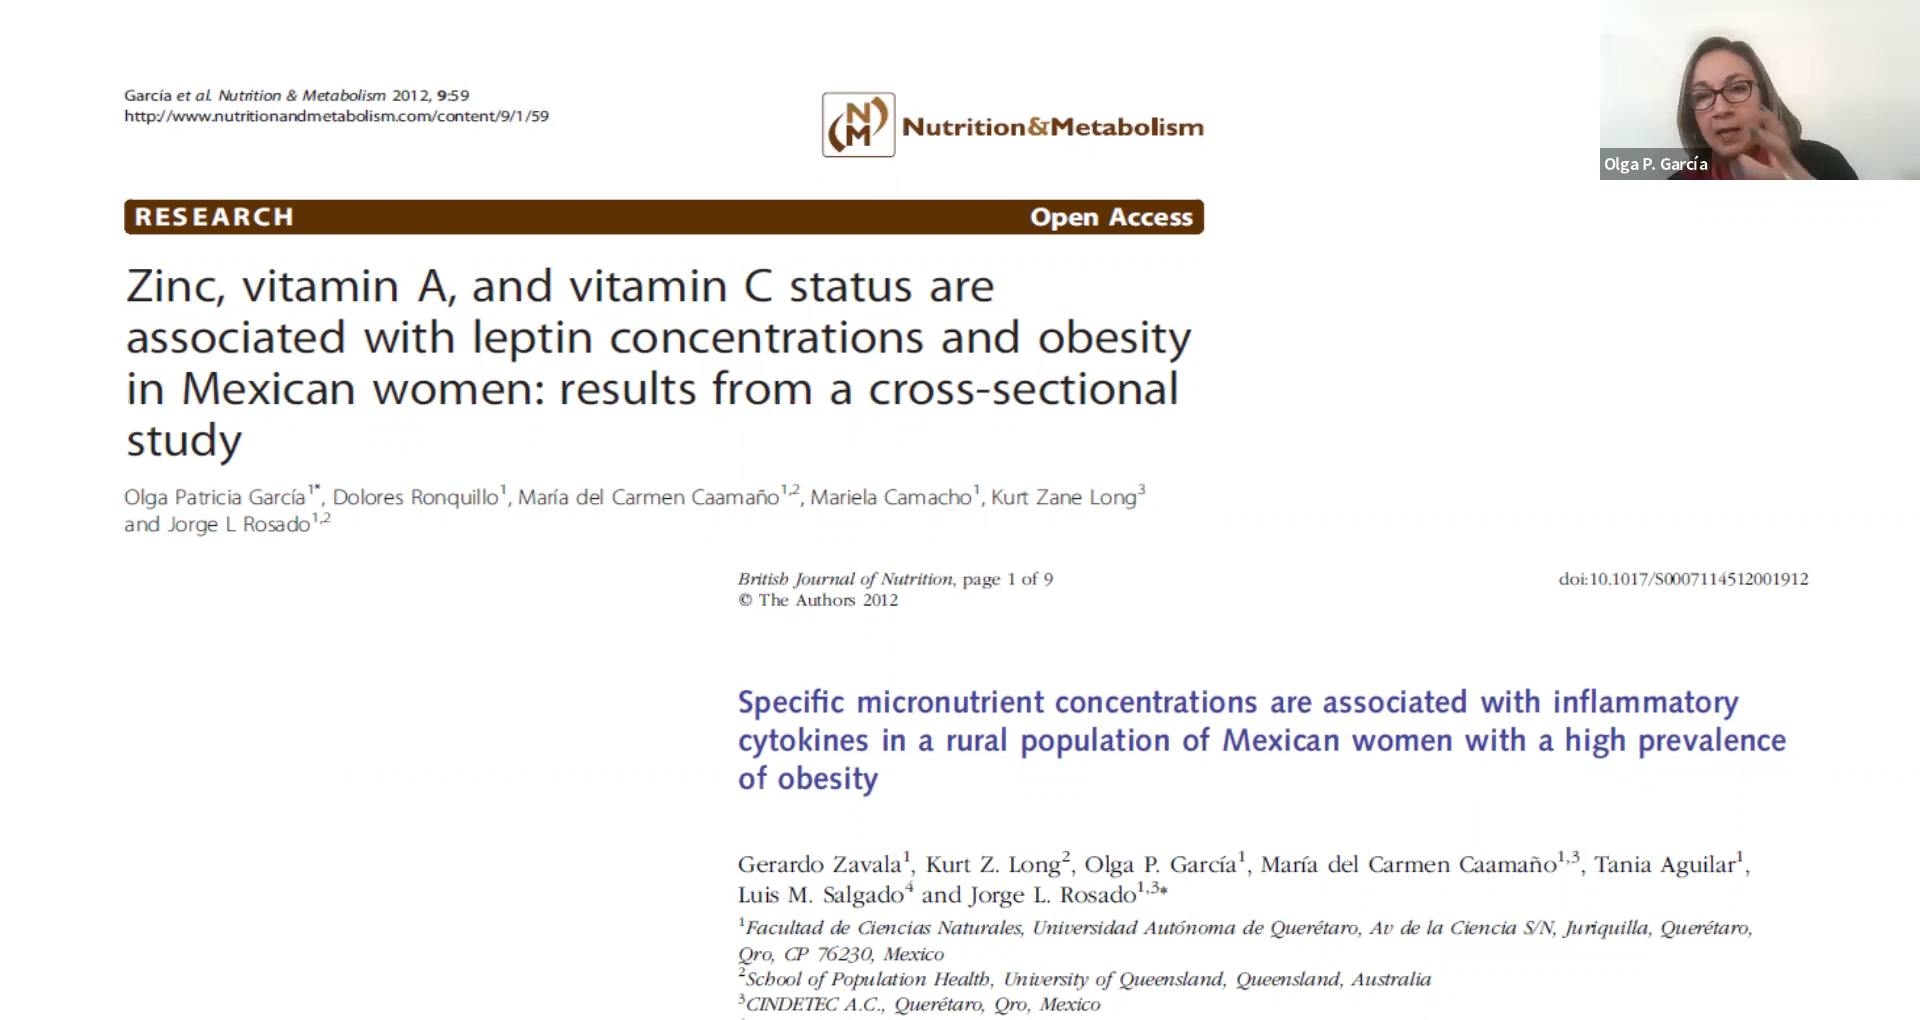 García et al. Nutrition & Metabolism 2012, 9:59
http://www.nutritionandmetabolism.com/content/9/1/59
NM
Nutrition&Metabolism
Olga P. García
RESEARCH Open Access
Zinc, vitamin A, and vitamin C status are
associated with leptin concentrations and obesity
in Mexican women: results from a cross-sectional
study
Olga Patricia García1*, Dolores Ronquillo1, María del Carmen Caamaño1,2, Mariela Camacho1, Kurt Zane Long3
and Jorge L Rosado1,2
British Journal of Nutrition, page 1 of 9 doi:10.1017/S0007114512001912
© The Authors 2012
Specific micronutrient concentrations are associated with inflammatory
cytokines in a rural population of Mexican women with a high prevalence
of obesity
Gerardo Zavala1, Kurt Z. Long2, Olga P. García1, María del Carmen Caamaño1,3, Tania Aguilar1,
Luis M. Salgado4 and Jorge L. Rosado1,3*
1Facultad de Ciencias Naturales, Universidad Autónoma de Querétaro, Av de la Ciencia S/N, Juriquilla, Querétaro,
Qro, CP 76230, Mexico
2School of Population Health, University of Queensland, Queensland, Australia
3CINDETEC A.C., Querétaro, Qro, Mexico